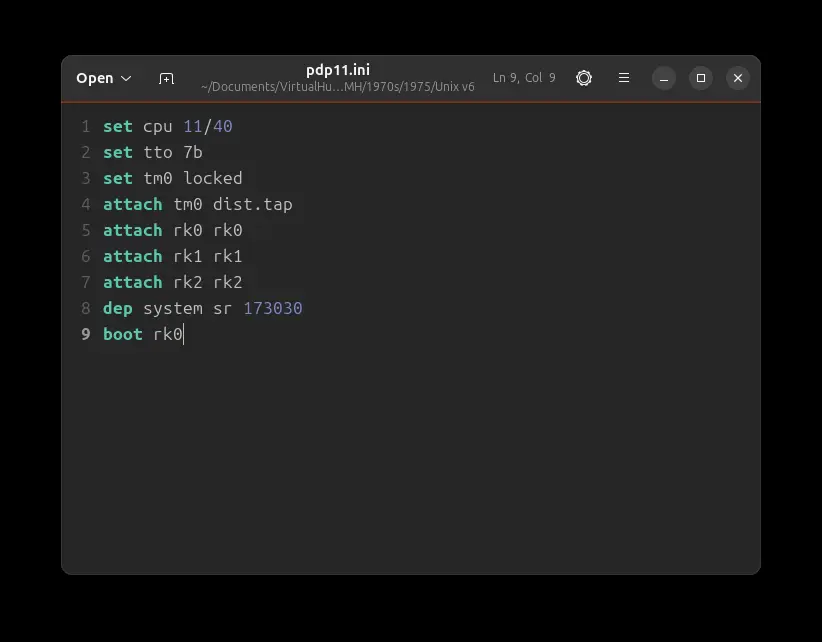 Open
pdp11.ini
~/Documents/VirtualHu…MH/1970s/1975/Unix v6
Ln 9, Col 9
1 set cpu 11/40
2 set tto 7b
3 set tm0 locked
4 attach tm0 dist.tap
5 attach rk0 rk0
6 attach rk1 rk1
7 attach rk2 rk2
8 dep system sr 173030
9 boot rk0